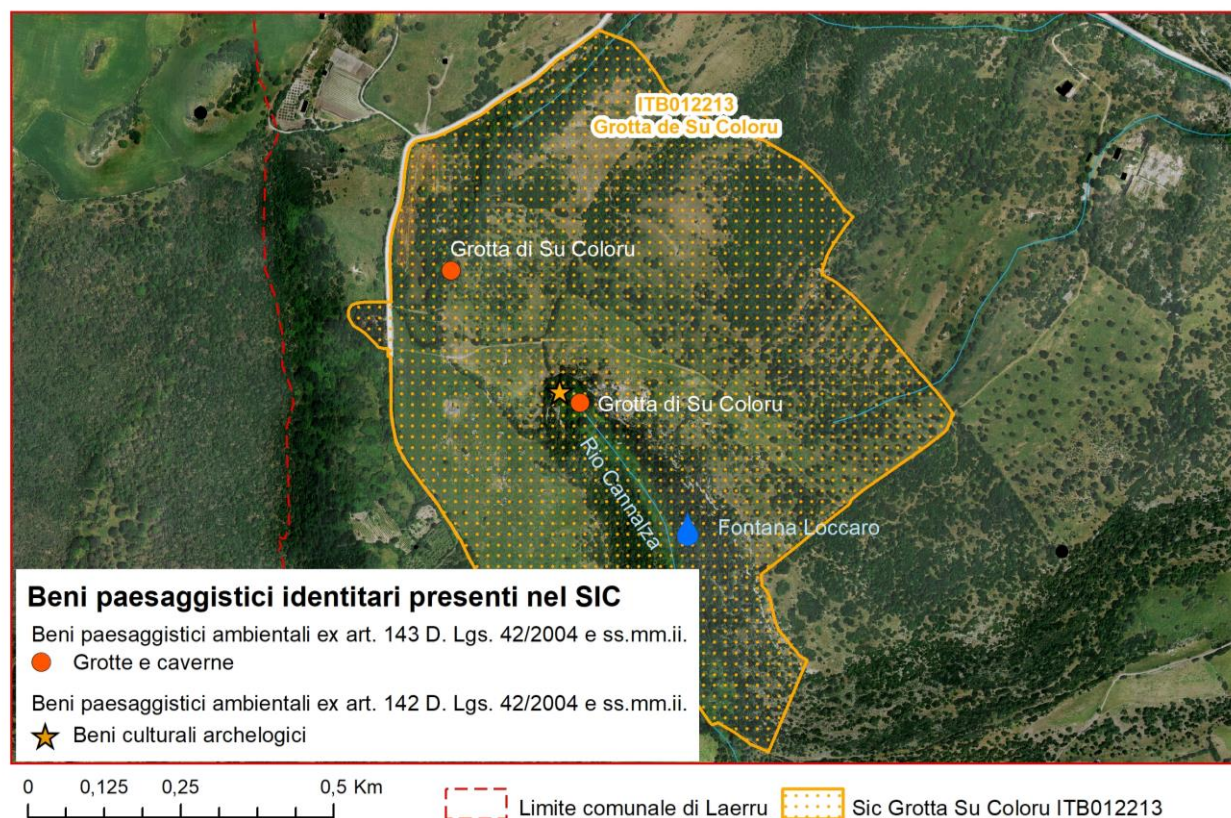 ITB012213
Grotta de Su Coloru
Grotta di Su Coloru
Grotta di Su Coloru
Rio Cannalza
Fontana Loccaro
Beni paesaggistici identitari presenti nel SIC
Beni paesaggistici ambientali ex art. 143 D. Lgs. 42/2004 e ss.mm.ii.
Grotte e caverne
Beni paesaggistici ambientali ex art. 142 D. Lgs. 42/2004 e ss.mm.ii.
Beni culturali archelogici
0 0,125 0,25 0,5 Km
Limite comunale di Laerru
Sic Grotta Su Coloru ITB012213